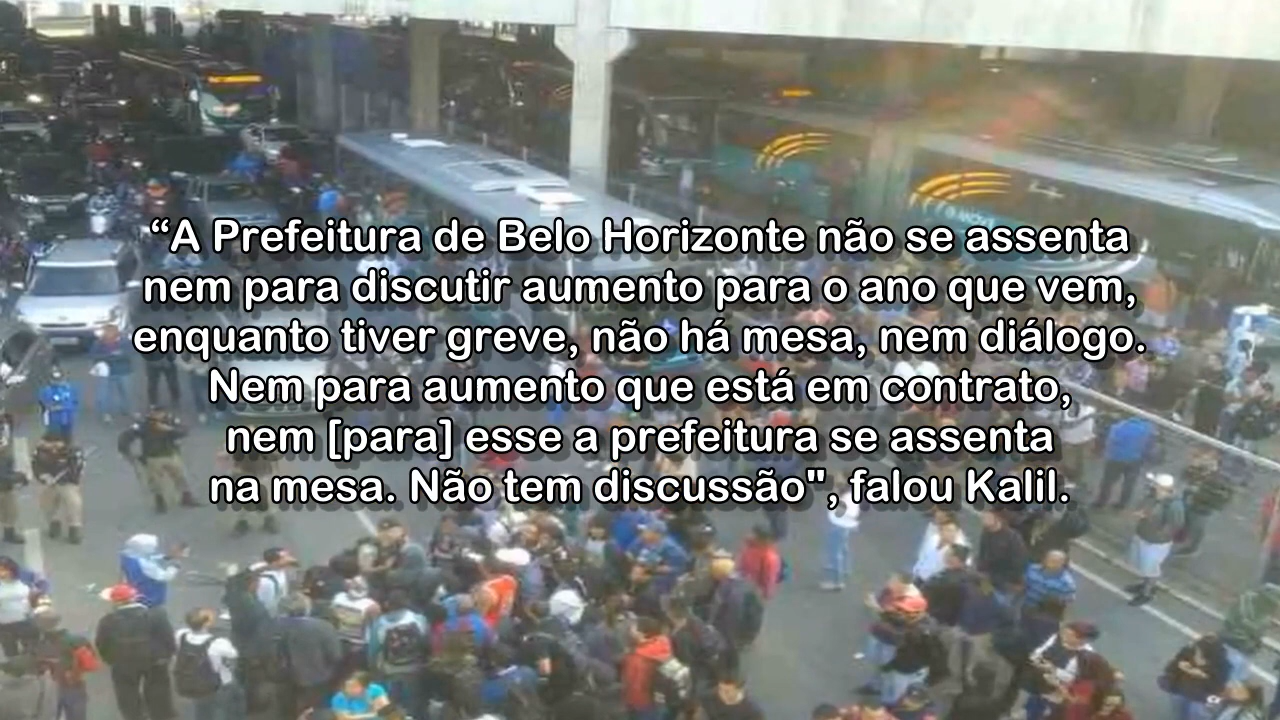 “A Prefeitura de Belo Horizonte não se assenta
nem para discutir aumento para o ano que vem,
enquanto tiver greve, não há mesa, nem diálogo.
Nem para aumento que está em contrato,
nem [para] esse a prefeitura se assenta
na mesa. Não tem discussão", falou Kalil.